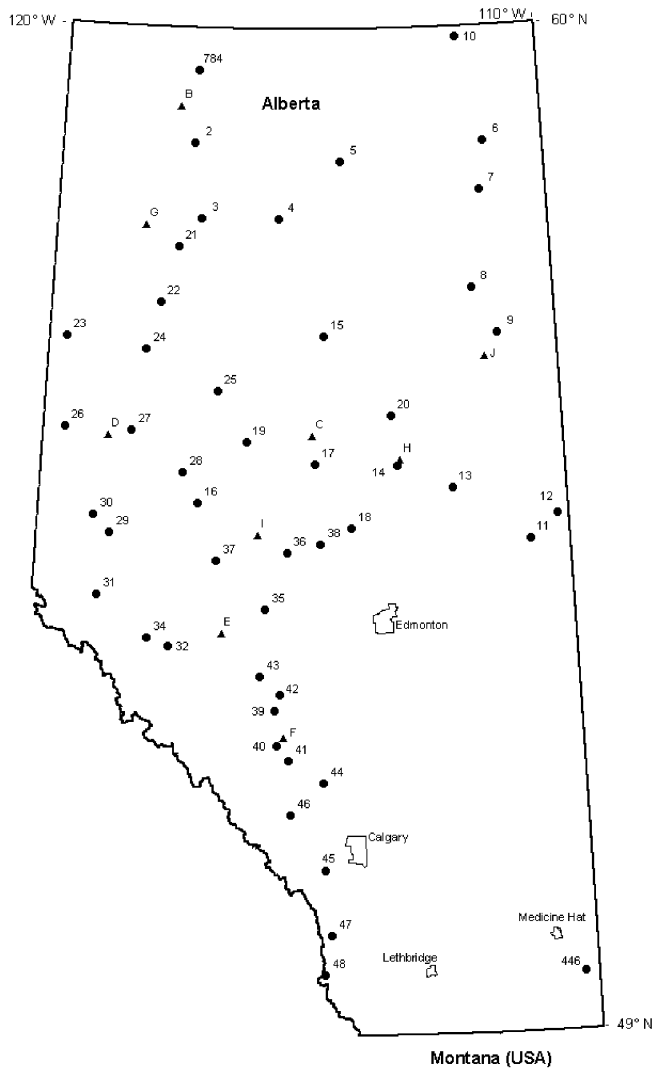 120° W
110° W
60° N
10
784
B
Alberta
2
6
5
7
G
3
4
21
8
22
23
15
9
24
J
25
20
26
D
27
19
C
H
28
17
14
13
16
12
30
29
I
18
11
38
36
37
31
35
34
E
32
Edmonton
43
42
39
F
40
41
44
46
Calgary
45
Medicine Hat
47
Lethbridge
446
48
49° N
Montana (USA)